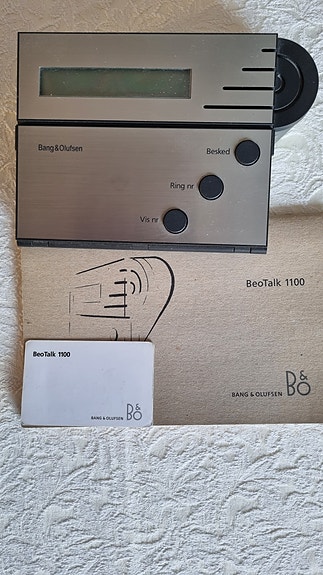 Bang & Olufsen
Besked
Ring nr
Vis nr
BeoTalk 1100
BANG & OLUFSEN B&O
BeoTalk 1100
BANG & OLUFSEN B&O